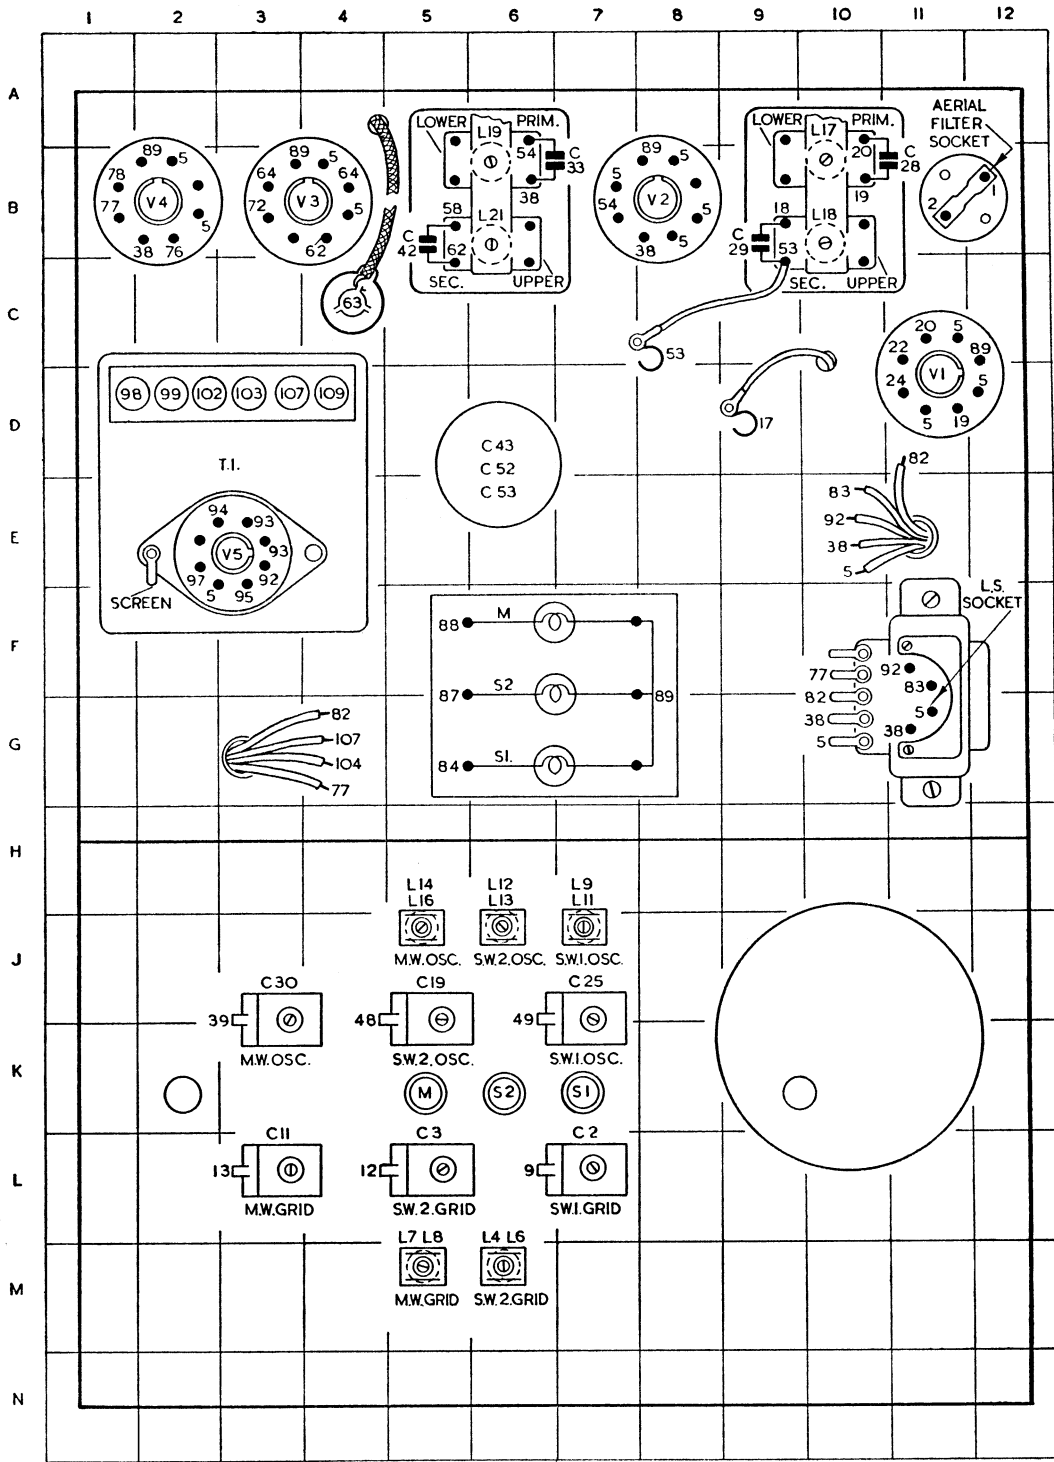 1 2 3 4 5 6 7 8 9 10 11 12
A
AERIAL
FILTER
SOCKET
LOWER L19 PRIM.
54 C
33
38
58 L21
C
42 62
SEC. UPPER
LOWER L17 PRIM.
20 C
28
19
18 L18
C
29 53
SEC. UPPER
B
89 5
78
77 V4
5
38 76
89 5
64 64
72 V3
5
62
89 5
5
54 V2
5
38 5
1
2
C
63
53
20 5
22 89
V1
24 5
5 19
D
98 99 102 103 107 109
T.I.
C43
C52
C53
17
82
83
92
38
5
E
94 93
V5 93
97 92
5 95
SCREEN
L.S.
SOCKET
F
88 M
87 S2 89
84 S1.
77
82
38
5
92
83
5
38
G
82
107
104
77
H
L14 L12 L9
L16 L13 L11
J
M.W.OSC. S.W.2.OSC. S.W.1.OSC.
C30 C19 C25
39 48 49
M.W.OSC. S.W.2.OSC. S.W.1.OSC.
K
M S2 S1
C11 C3 C2
L
13 12 9
M.W.GRID S.W.2.GRID S.W.1.GRID
L7 L8 L4 L6
M
M.W.GRID S.W.2.GRID
N